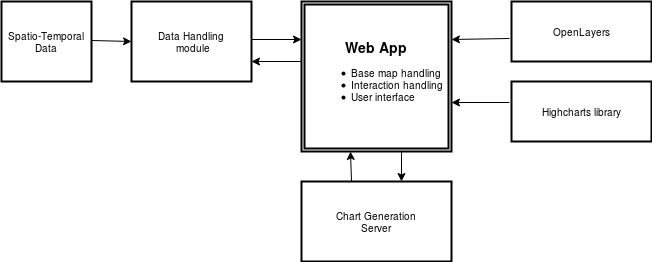 Spatio-Temporal
Data
Data Handling
module
Web App
• Base map handling
• Interaction handling
• User interface
OpenLayers
Highcharts library
Chart Generation
Server